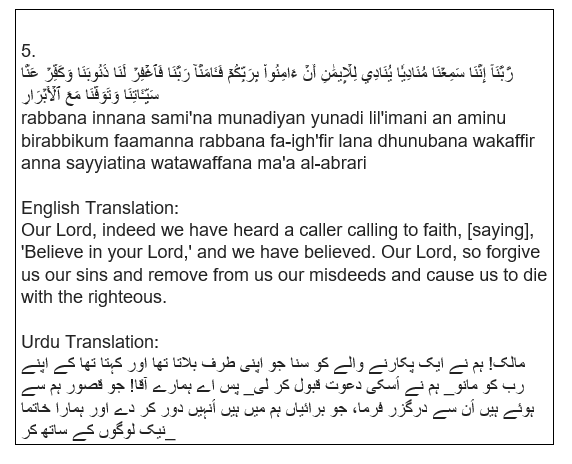 5.
رَّبَّنَآ إِنَّنَا سَمِعۡنَا مُنَادِيٗا يُنَادِي لِلۡإِيمَٰنِ أَنۡ ءَامِنُواْ بِرَبِّكُمۡ فَـَٔامَنَّاۚ رَبَّنَا فَٱغۡفِرۡ لَنَا ذُنُوبَنَا وَكَفِّرۡ عَنَّا
سَيِّـَٔاتِنَا وَتَوَفَّنَا مَعَ ٱلۡأَبۡرَارِ
rabbana innana sami'na munadiyan yunadi lil'imani an aminu
birabbikum faamanna rabbana fa-igh'fir lana dhunubana wakaffir
anna sayyiatina watawaffana ma'a al-abrari
English Translation:
Our Lord, indeed we have heard a caller calling to faith, [saying],
'Believe in your Lord,' and we have believed. Our Lord, so forgive
us our sins and remove from us our misdeeds and cause us to die
with the righteous.
Urdu Translation:
مالک! ہم نے ایک پکارنے والے کو سنا جو اپنی طرف بلاتا تھا اور کہتا تھا کے اپنے
رب کو مانو_ ہم نے اُسکی دعوت قبول کر لی_ پس اے ہمارے آقا! جو قصور ہم سے
ہوئے ہیں اُن سے درگزر فرما، جو برائیاں ہم میں ہیں اُنہیں دور کر دے اور ہمارا خاتما
نیک لوگوں کے ساتھ کر_